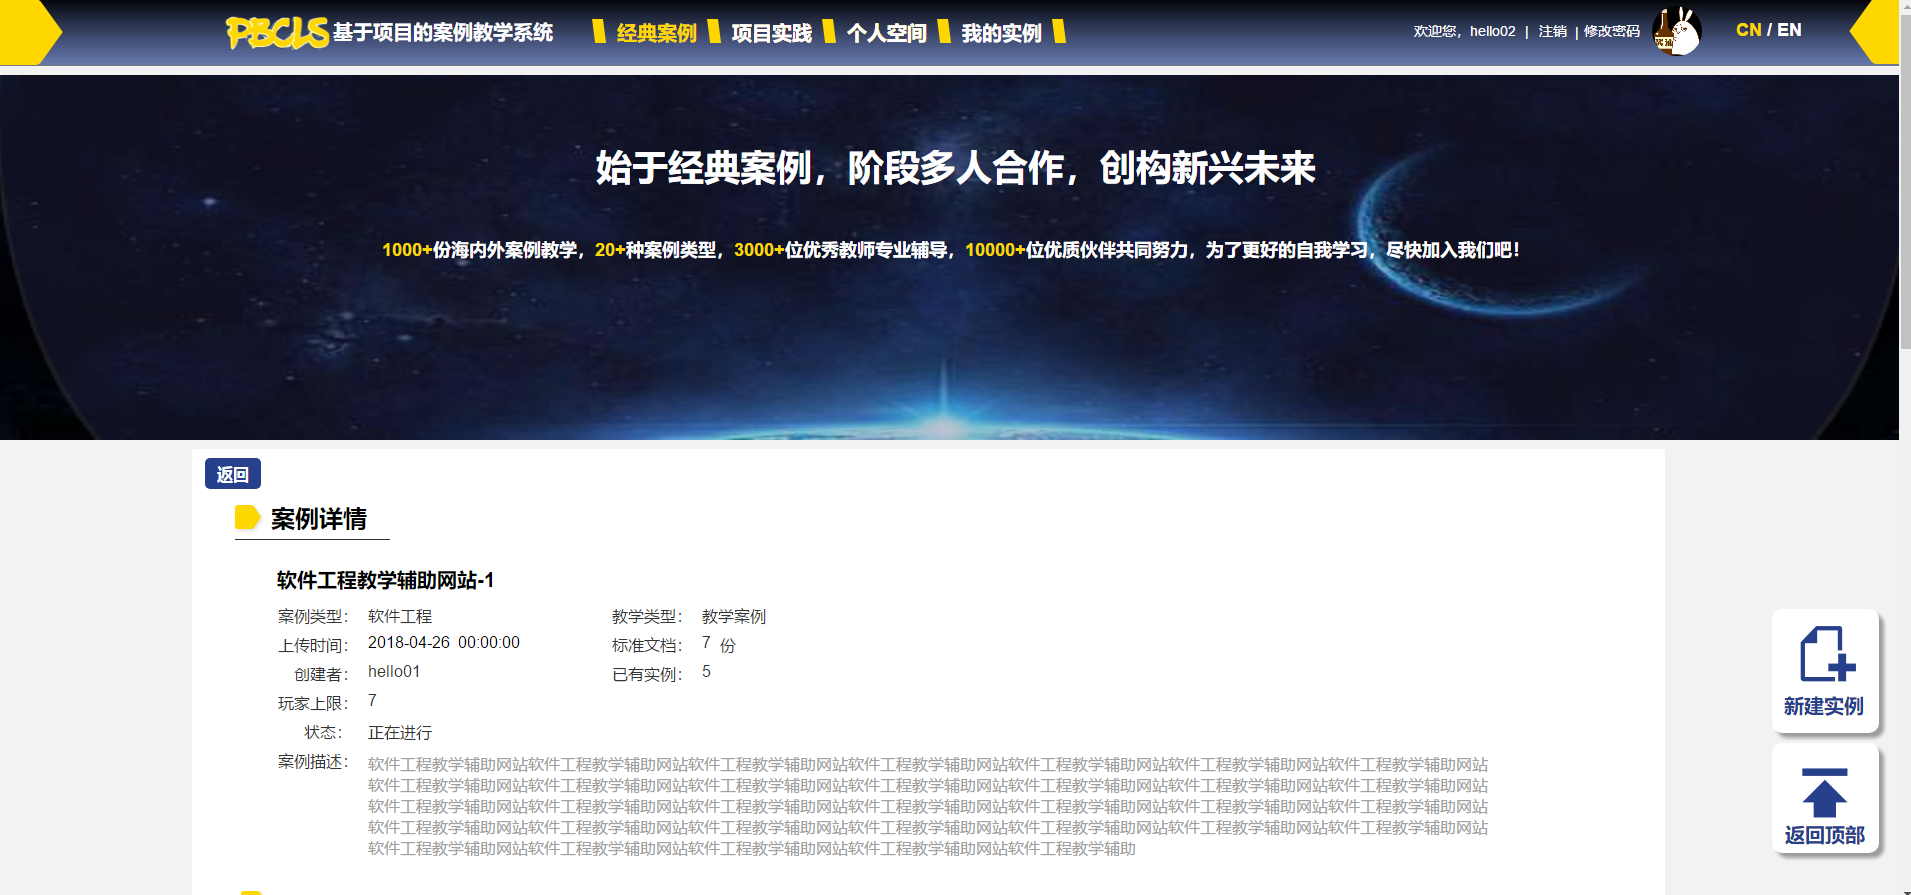 PBCLS 基于项目的案例教学系统 经典案例 项目实践 个人空间 我的实例 欢迎您，hello02 | 注销 | 修改密码 CN / EN
始于经典案例，阶段多人合作，创构新兴未来
1000+份海内外案例教学，20+种案例类型，3000+位优秀教师专业辅导，10000+位优质伙伴共同努力，为了更好的自我学习，尽快加入我们吧！
返回
案例详情
软件工程教学辅助网站-1
案例类型： 软件工程 教学类型： 教学案例
上传时间： 2018-04-26 00:00:00 标准文档： 7 份
创建者： hello01 已有实例： 5
玩家上限： 7
状态： 正在进行
案例描述： 软件工程教学辅助网站软件工程教学辅助网站软件工程教学辅助网站软件工程教学辅助网站软件工程教学辅助网站软件工程教学辅助网站软件工程教学辅助网站
软件工程教学辅助网站软件工程教学辅助网站软件工程教学辅助网站软件工程教学辅助网站软件工程教学辅助网站软件工程教学辅助网站软件工程教学辅助网站
软件工程教学辅助网站软件工程教学辅助网站软件工程教学辅助网站软件工程教学辅助网站软件工程教学辅助网站软件工程教学辅助网站软件工程教学辅助网站
软件工程教学辅助网站软件工程教学辅助网站软件工程教学辅助网站软件工程教学辅助网站软件工程教学辅助网站软件工程教学辅助网站软件工程教学辅助网站
软件工程教学辅助网站软件工程教学辅助网站软件工程教学辅助网站软件工程教学辅助网站软件工程教学辅助
新建实例
返回顶部